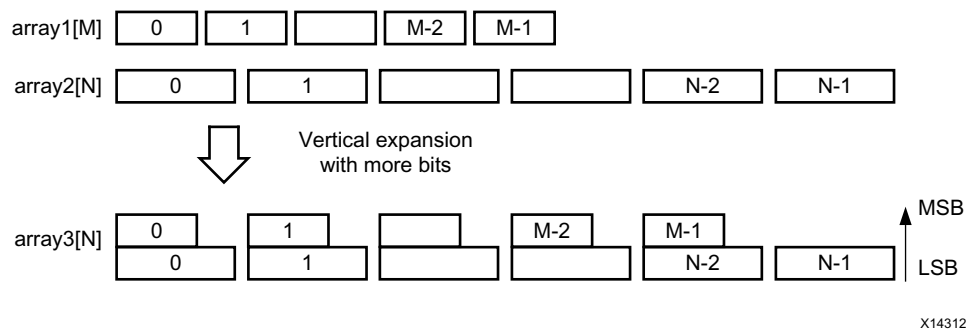 array1[M] 0 1 M-2 M-1
array2[N] 0 1 N-2 N-1
Vertical expansion
with more bits
MSB
array3[N] 0 1 M-2 M-1
0 1 N-2 N-1
LSB
X14312